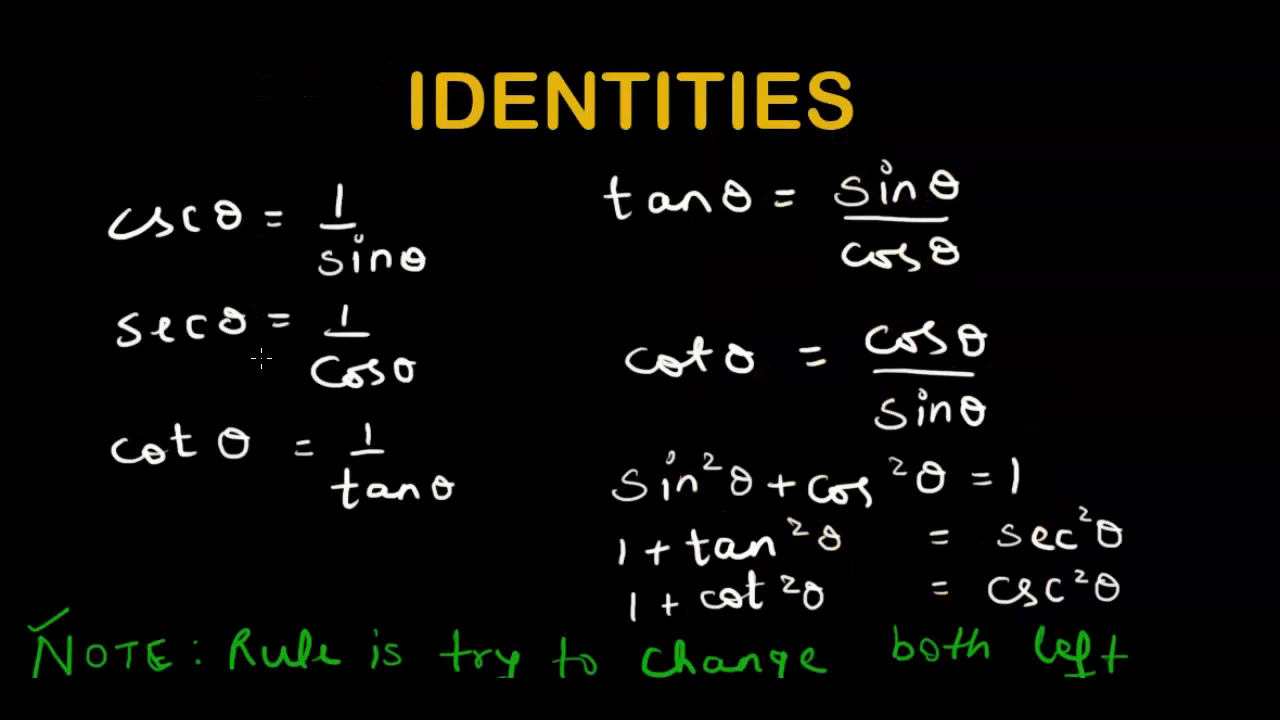 IDENTITIES
cscθ = 1/sinθ
secθ = 1/cosθ
cot θ = 1/tanθ
tanθ = sinθ/cosθ
cotθ = cosθ/sinθ
sin²θ + cos²θ = 1
1 + tan²θ = sec²θ
1 + cot²θ = csc²θ
NOTE: Rule is try to change both left